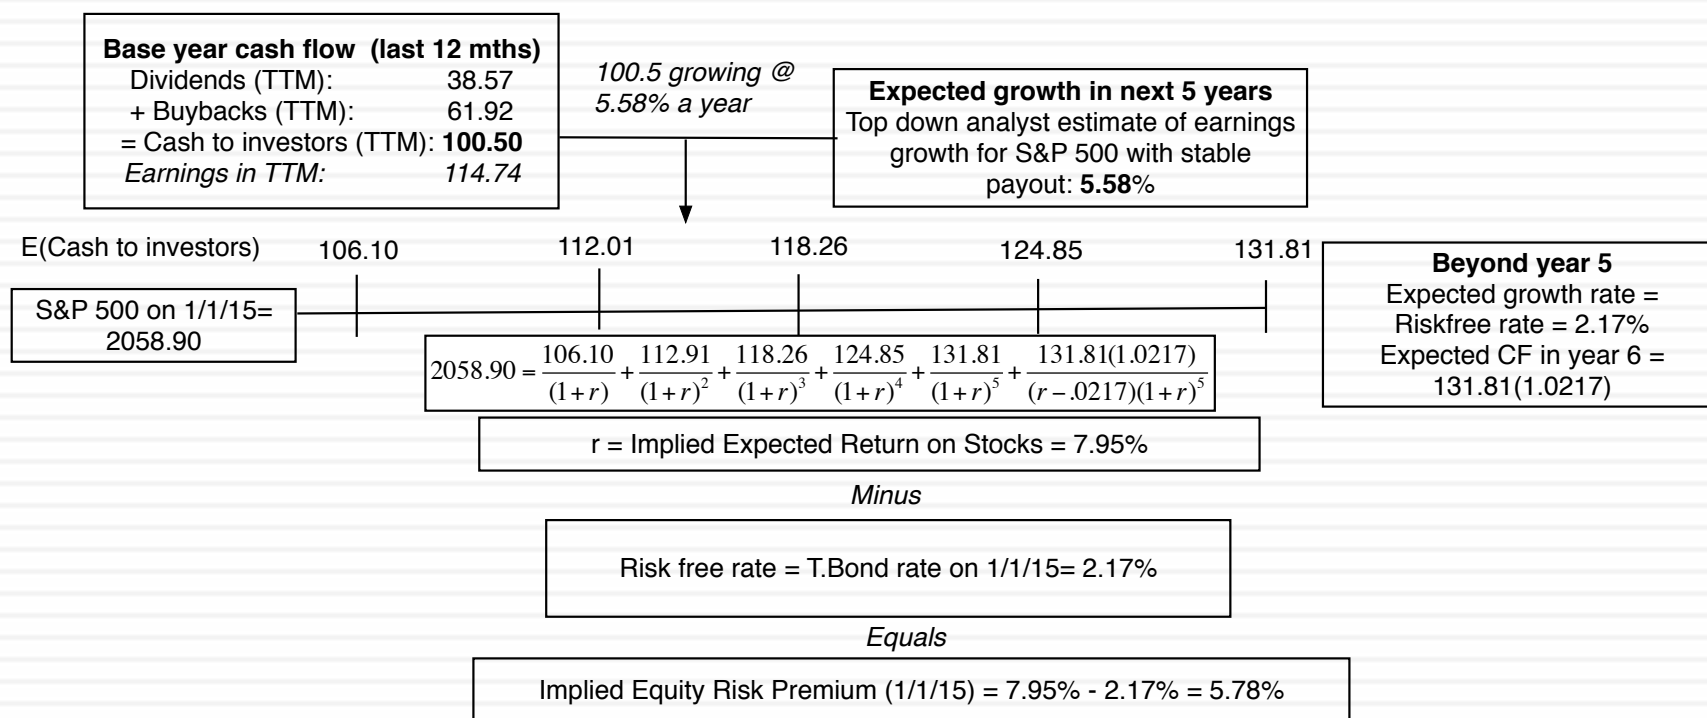 Base year cash flow (last 12 mths)
Dividends (TTM): 38.57
+ Buybacks (TTM): 61.92
= Cash to investors (TTM): 100.50
Earnings in TTM: 114.74
100.5 growing @
5.58% a year
Expected growth in next 5 years
Top down analyst estimate of earnings
growth for S&P 500 with stable
payout: 5.58%
E(Cash to investors) 106.10 112.01 118.26 124.85 131.81
S&P 500 on 1/1/15=
2058.90
Beyond year 5
Expected growth rate =
Riskfree rate = 2.17%
Expected CF in year 6 =
131.81(1.0217)
2058.90 = 106.10/(1+r) + 112.91/(1+r)^2 + 118.26/(1+r)^3 + 124.85/(1+r)^4 + 131.81/(1+r)^5 + 131.81(1.0217)/(r-.0217)(1+r)^5
r = Implied Expected Return on Stocks = 7.95%
Minus
Risk free rate = T.Bond rate on 1/1/15= 2.17%
Equals
Implied Equity Risk Premium (1/1/15) = 7.95% - 2.17% = 5.78%